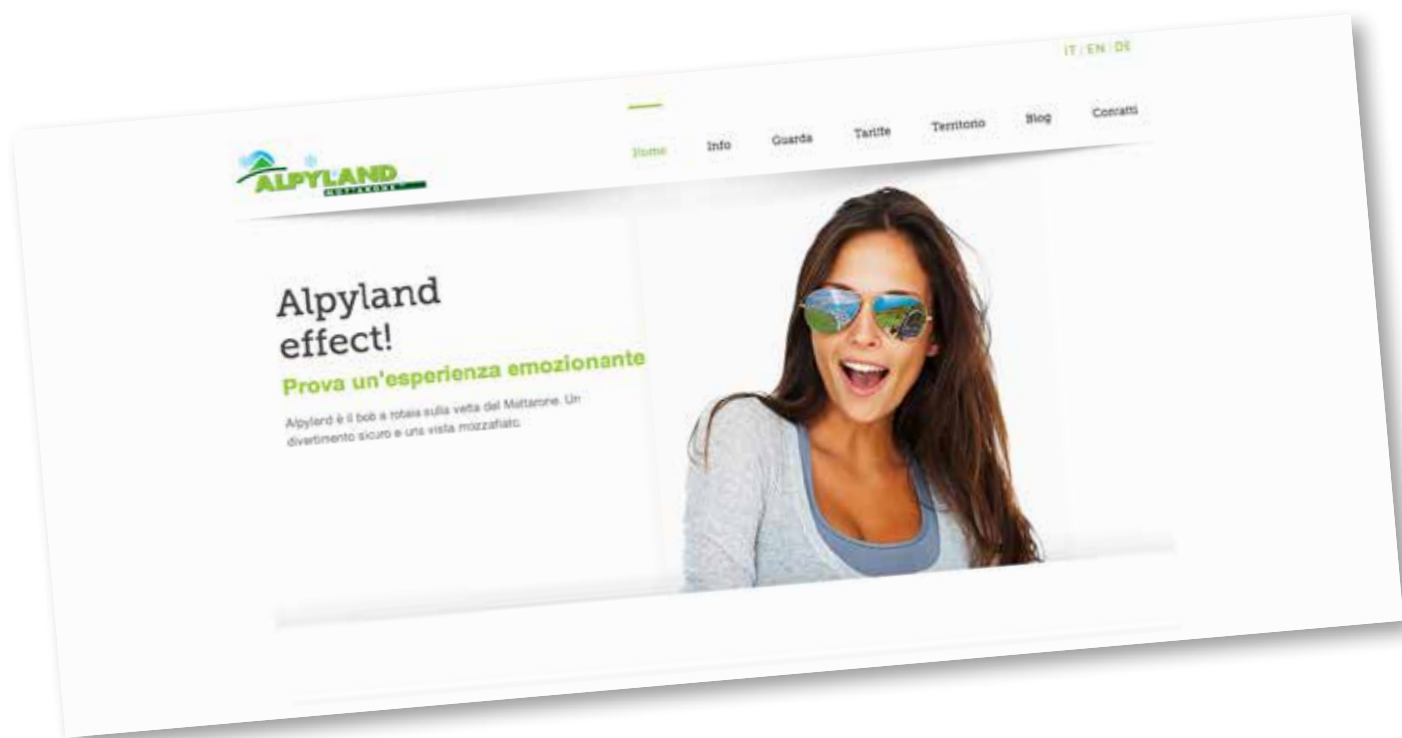 IT / EN / DE
ALPYLAND
MOTTARONE
Home Info Guarda Tariffe Territorio Blog Contatti
Alpyland
effect!
Prova un'esperienza emozionante
Alpyland è il bob a rotaia sulla vetta del Mottarone. Un
divertimento sicuro e una vista mozzafiato.